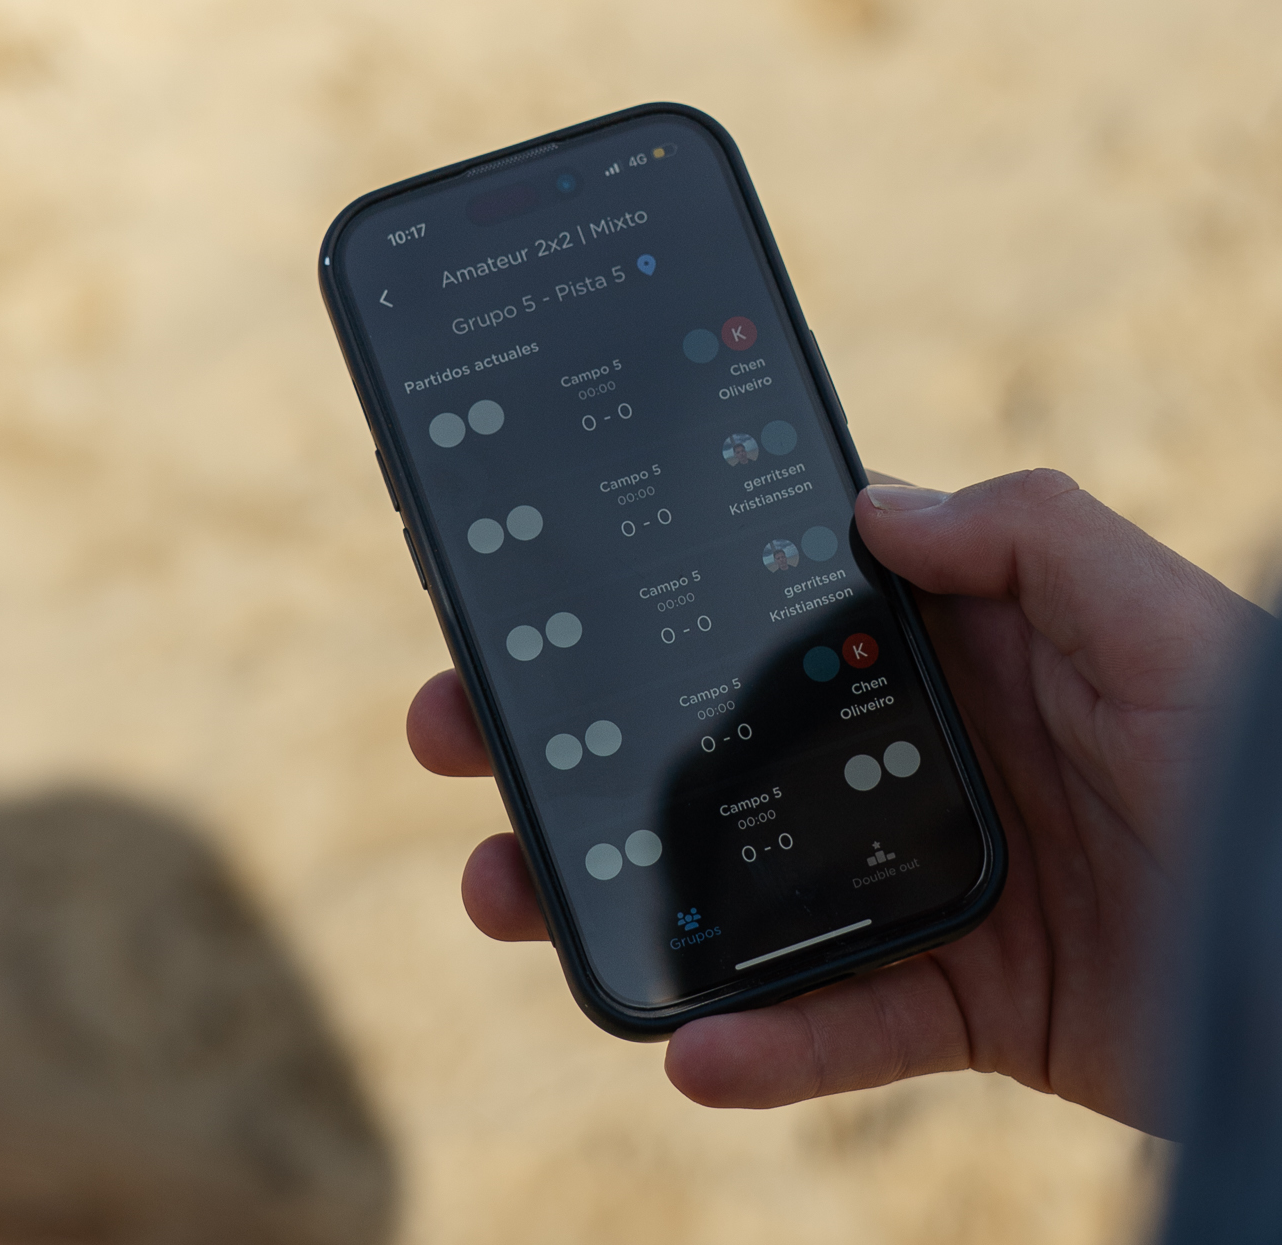 10:17
4G
Amateur 2x2 | Mixto
Grupo 5 - Pista 5
Partidos actuales
Campo 5
00:00
0 - 0
K
Chen
Oliveiro
Campo 5
00:00
0 - 0
gerritsen
Kristiansson
Campo 5
00:00
0 - 0
gerritsen
Kristiansson
Campo 5
00:00
0 - 0
K
Chen
Oliveiro
Campo 5
00:00
0 - 0
Grupos
Double out